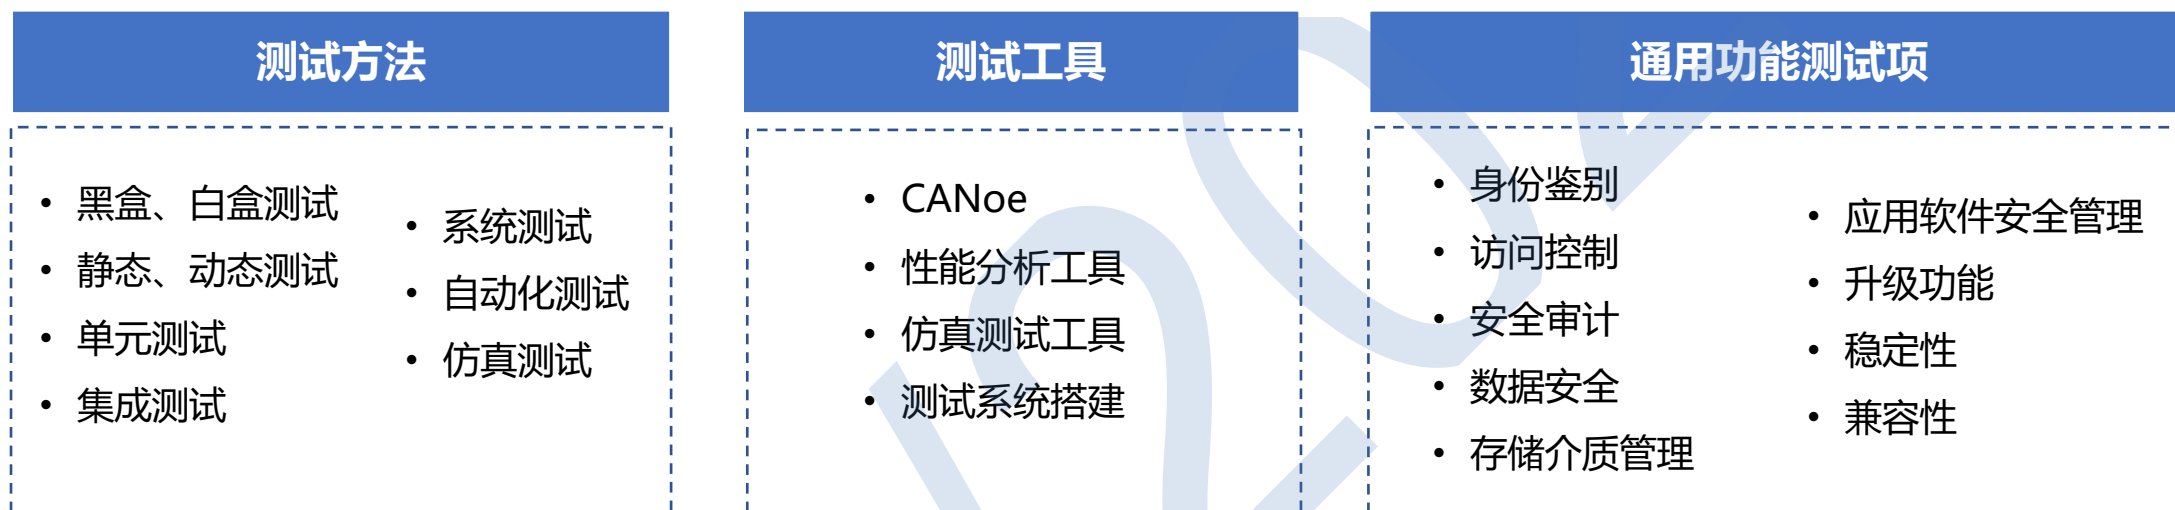 测试方法
黑盒、白盒测试
静态、动态测试
单元测试
集成测试
系统测试
自动化测试
仿真测试
测试工具
CANoe
性能分析工具
仿真测试工具
测试系统搭建
通用功能测试项
身份鉴别
访问控制
安全审计
数据安全
存储介质管理
应用软件安全管理
升级功能
稳定性
兼容性